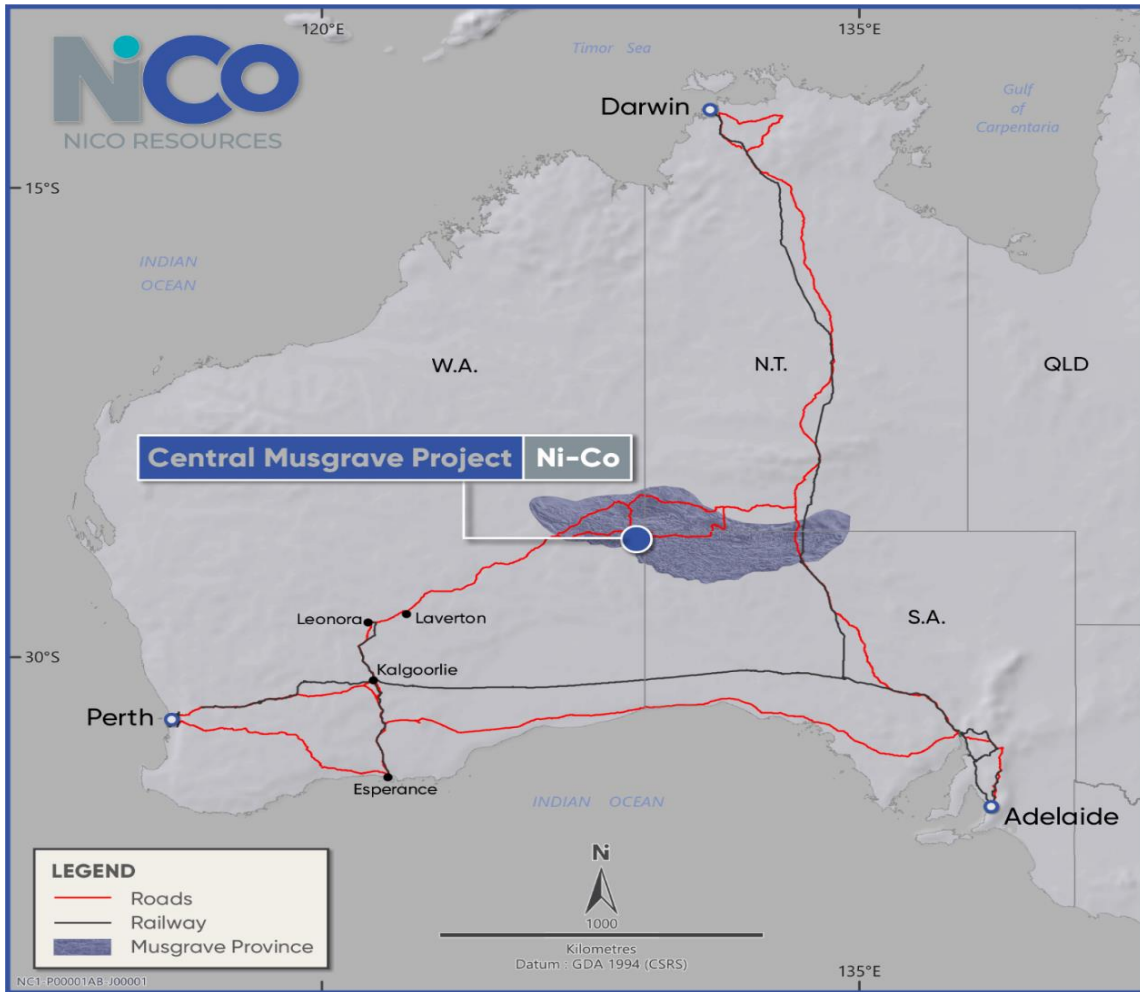 120°E
135°E
NiCo
NICO RESOURCES
Timor Sea
Darwin
Gulf
of
Carpentaria
15°S
INDIAN
OCEAN
W.A.
N.T.
QLD
Central Musgrave Project Ni-Co
Leonora
Laverton
S.A.
30°S
Kalgoorlie
Perth
Esperance
INDIAN OCEAN
Adelaide
LEGEND
Roads
Railway
Musgrave Province
N
1000
Kilometres
Datum : GDA 1994 (CSRS)
NC1-P00001AB-J00001
135°E